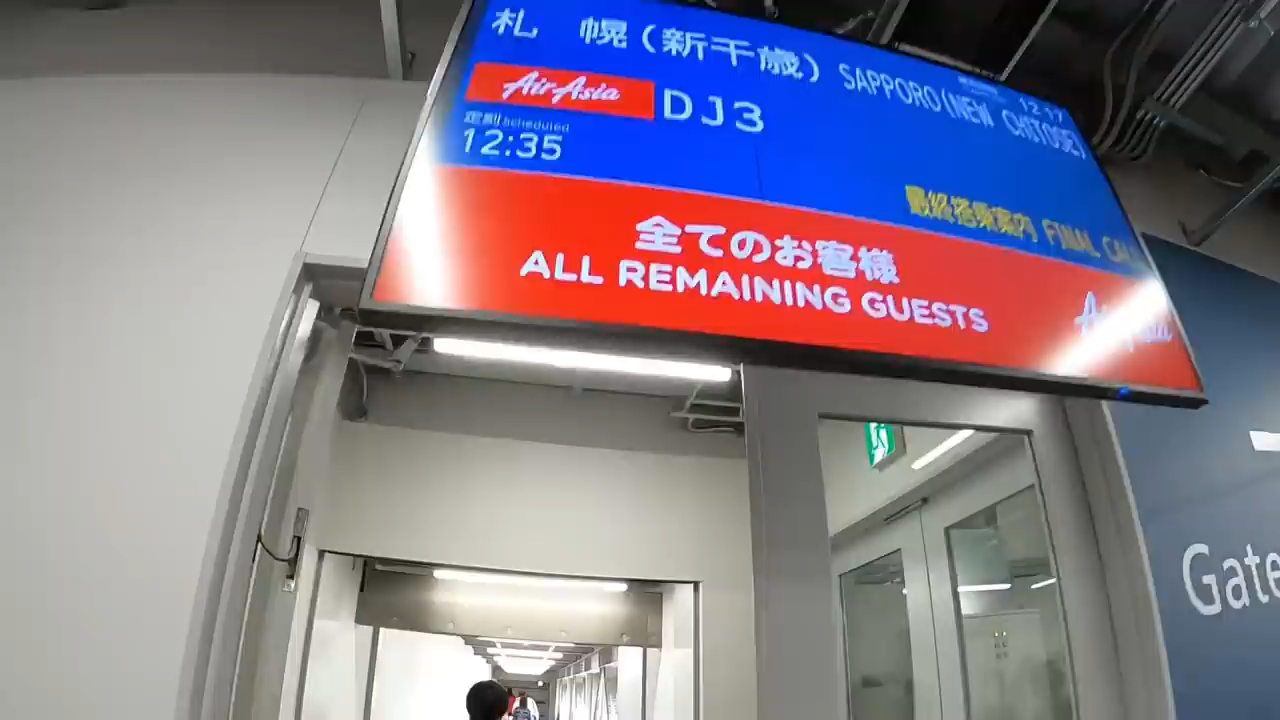 札 幌(新千歳) SAPPORO(NEW CHITOSE)
12:17
AirAsia DJ3
定刻 Scheduled
12:35
最終搭乗案内 FINAL CALL
全てのお客様
ALL REMAINING GUESTS
AirAsia
Gate